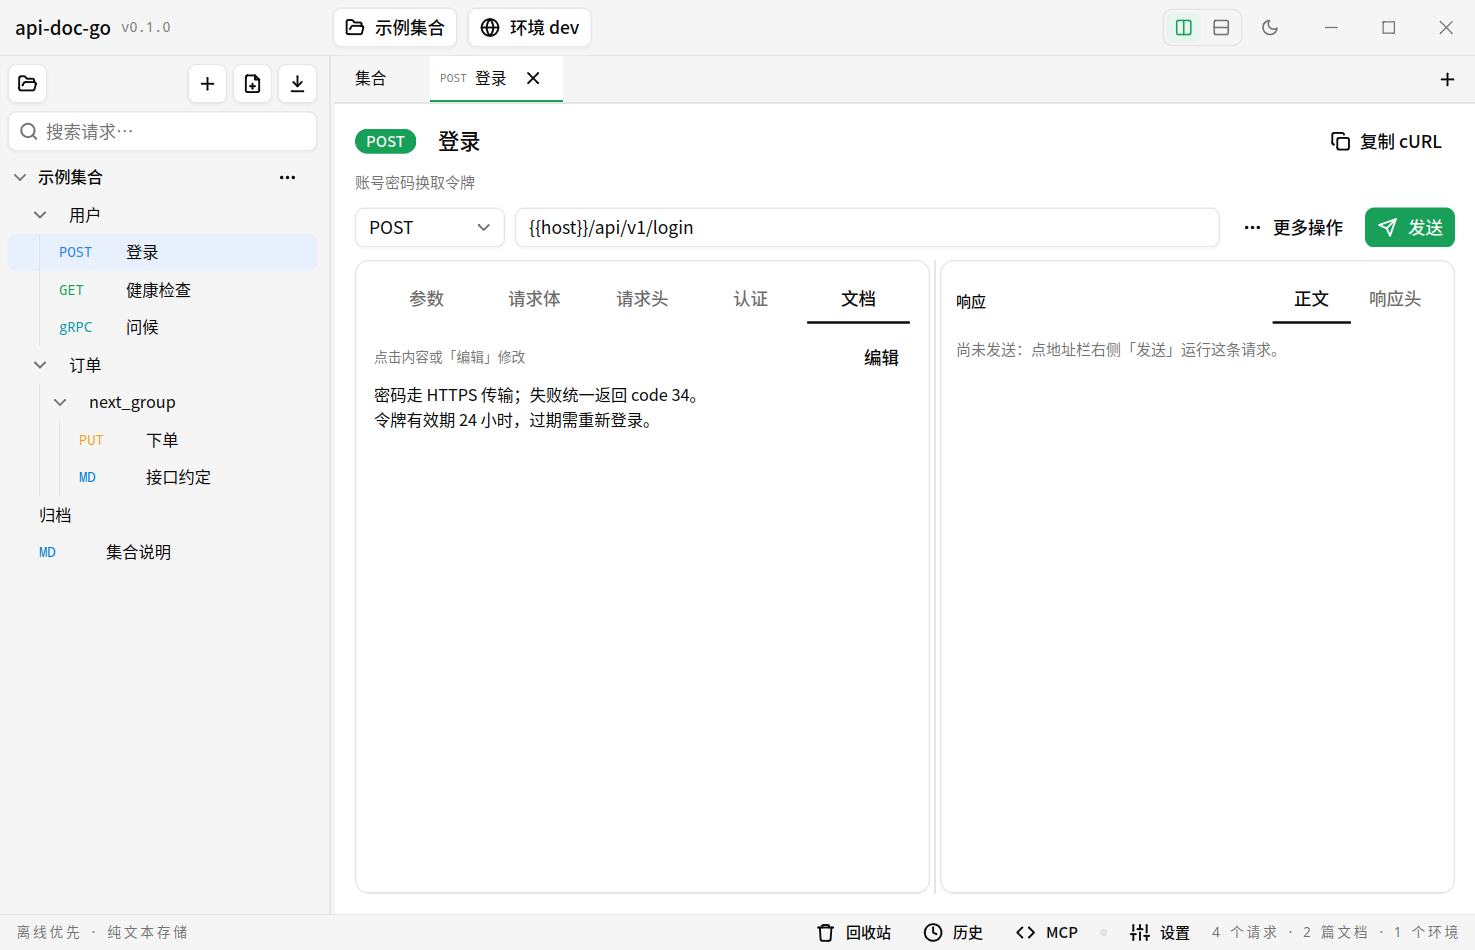 api-doc-go v0.1.0 示例集合 环境 dev
集合 POST 登录
搜索请求…
示例集合
用户
POST 登录
GET 健康检查
gRPC 问候
订单
next_group
PUT 下单
MD 接口约定
归档
MD 集合说明
POST 登录 复制 cURL
账号密码换取令牌
POST {{host}}/api/v1/login 更多操作 发送
参数 请求体 请求头 认证 文档
点击内容或「编辑」修改 编辑
密码走 HTTPS 传输；失败统一返回 code 34。
令牌有效期 24 小时，过期需重新登录。
响应 正文 响应头
尚未发送：点地址栏右侧「发送」运行这条请求。
离线优先 · 纯文本存储 回收站 历史 MCP 设置 4 个请求 · 2 篇文档 · 1 个环境